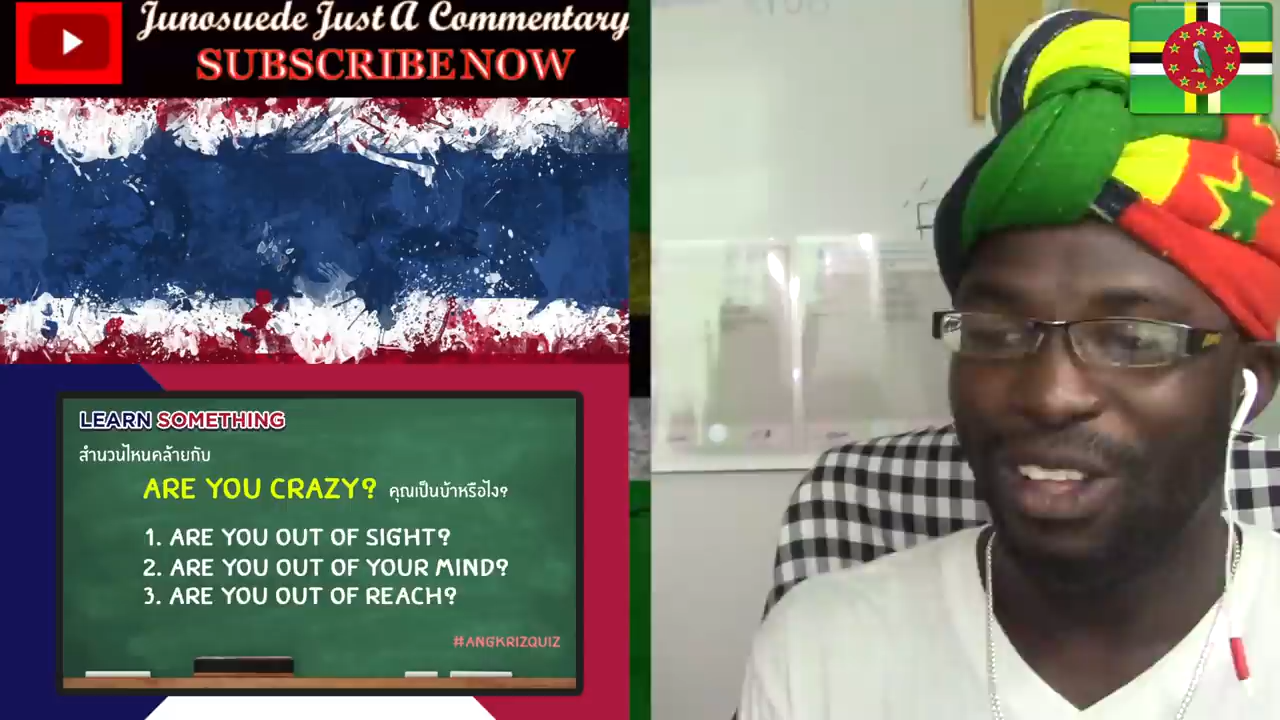 Junosuede Just A Commentary
SUBSCRIBE NOW
LEARN SOMETHING
สำนวนไหนคล้ายกับ
ARE YOU CRAZY? คุณเป็นบ้าหรือไง?
1. ARE YOU OUT OF SIGHT?
2. ARE YOU OUT OF YOUR MIND?
3. ARE YOU OUT OF REACH?
#ANGKRIZQUIZ